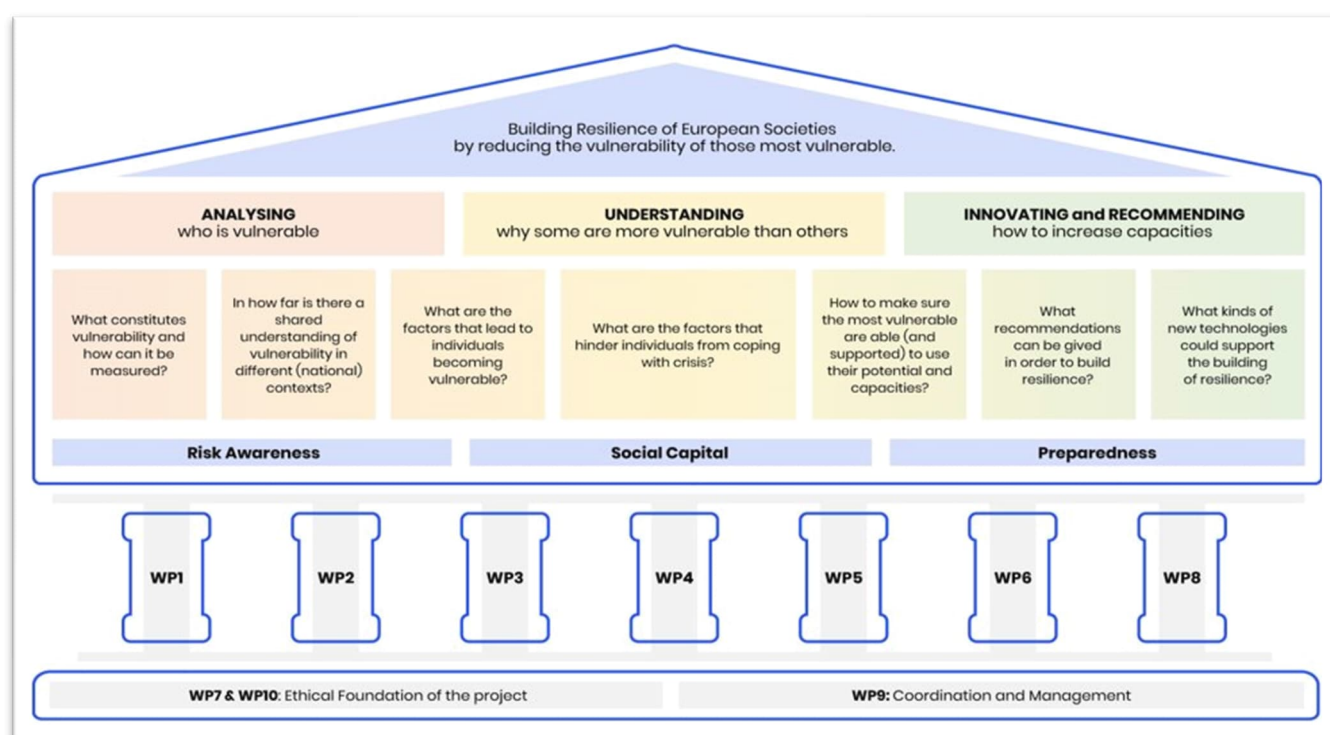 Building Resilience of European Societies
by reducing the vulnerability of those most vulnerable.
ANALYSING
who is vulnerable
UNDERSTANDING
why some are more vulnerable than others
INNOVATING and RECOMMENDING
how to increase capacities
What constitutes
vulnerability and
how can it be
measured?
In how far is there a
shared
understanding of
vulnerability in
different (national)
contexts?
What are the
factors that lead to
individuals
becoming
vulnerable?
What are the factors that
hinder individuals from coping
with crisis?
How to make sure
the most vulnerable
are able (and
supported) to use
their potential and
capacities?
What
recommendations
can be gived
in order to build
resilience?
What kinds of
new technologies
could support
the building
of resilience?
Risk Awareness
Social Capital
Preparedness
WP1
WP2
WP3
WP4
WP5
WP6
WP8
WP7 & WP10: Ethical Foundation of the project
WP9: Coordination and Management